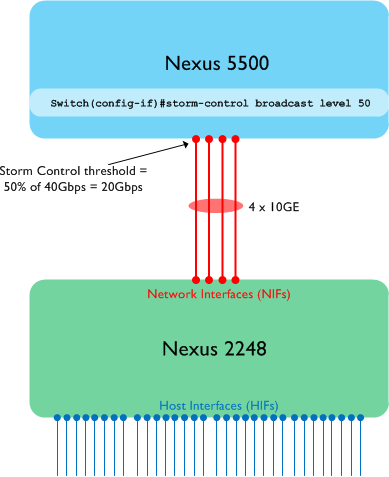 Nexus 5500
Switch(config-if)#storm-control broadcast level 50
Storm Control threshold =
50% of 40Gbps = 20Gbps
4 x 10GE
Network Interfaces (NIFs)
Nexus 2248
Host Interfaces (HIFs)